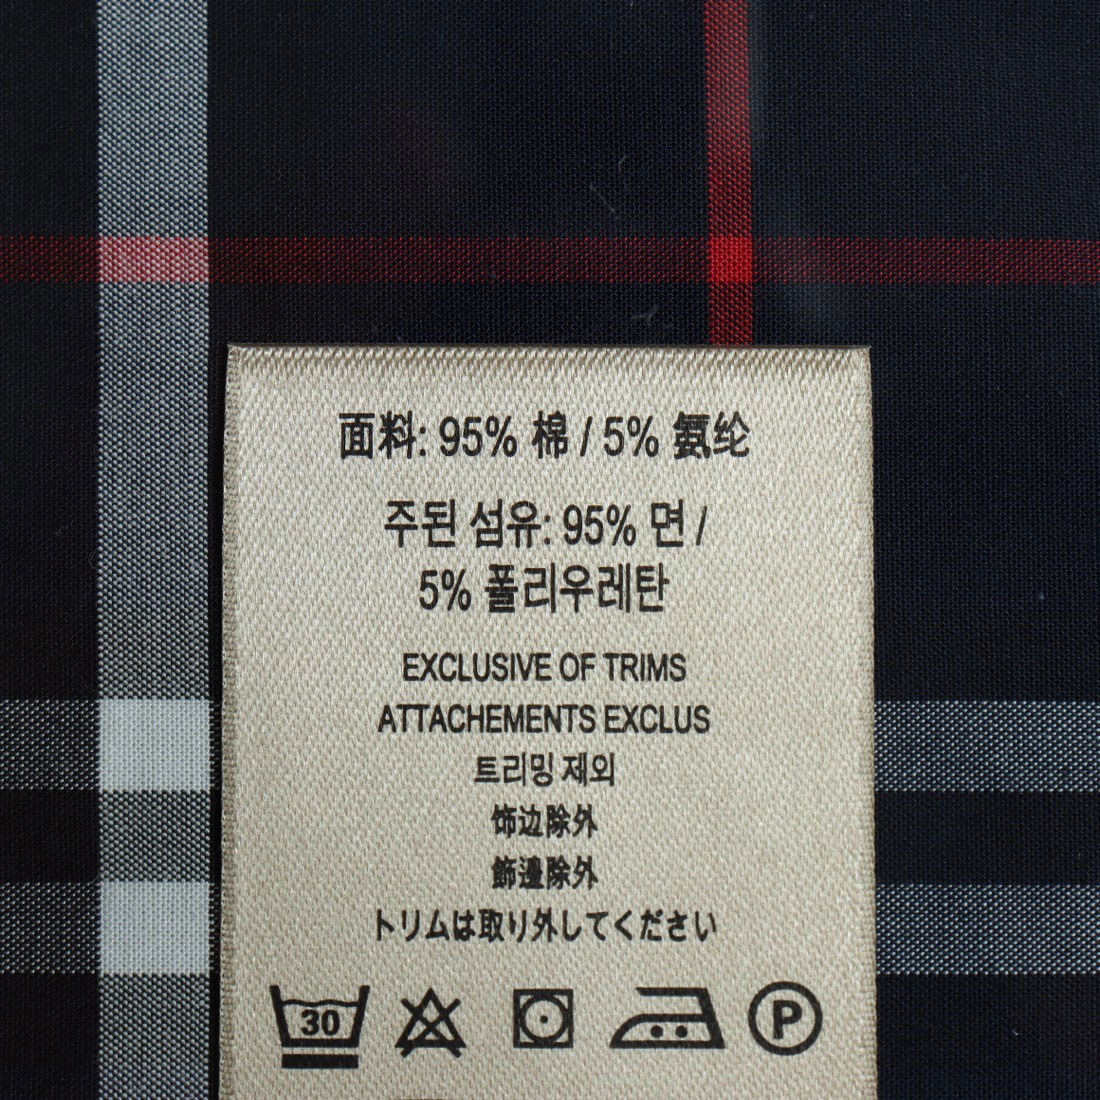 面料: 95% 棉 / 5% 氨纶
주된 섬유: 95% 면 /
5% 폴리우레탄
EXCLUSIVE OF TRIMS
ATTACHEMENTS EXCLUS
트리밍 제외
饰边除外
飾邊除外
トリムは取り外してください
30 P